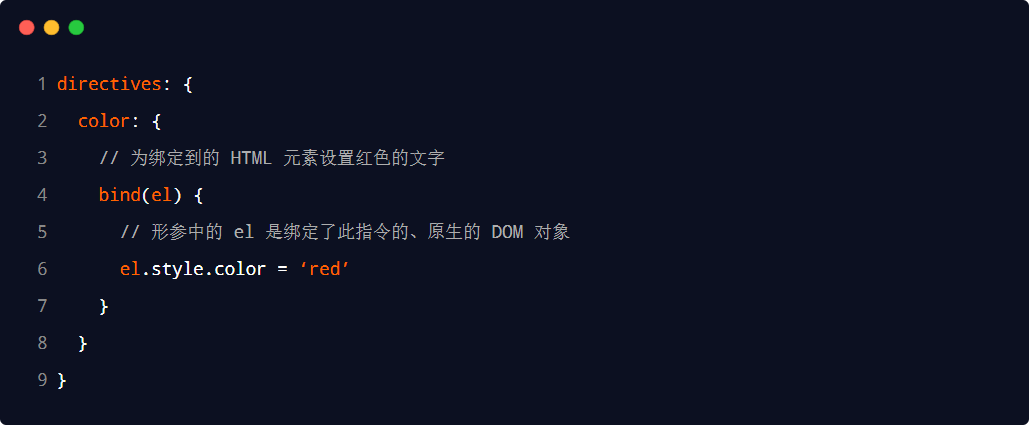 1 directives: {
2   color: {
3     // 为绑定到的 HTML 元素设置红色的文字
4     bind(el) {
5       // 形参中的 el 是绑定了此指令的、原生的 DOM 对象
6       el.style.color = ‘red’
7     }
8   }
9 }